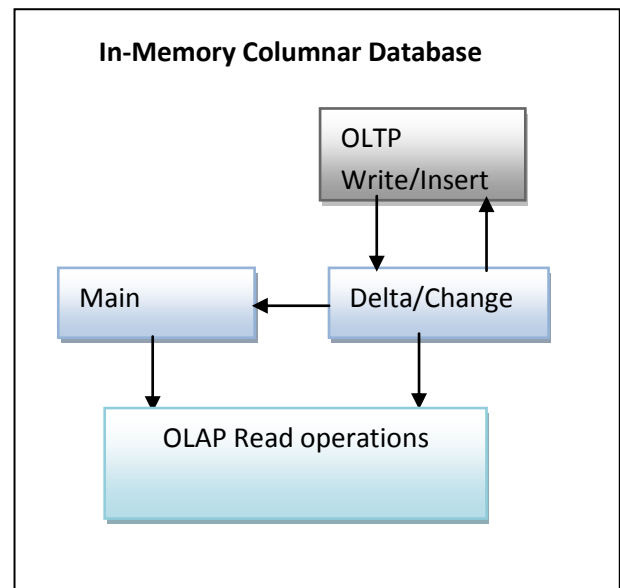 In-Memory Columnar Database
OLTP
Write/Insert
Main
Delta/Change
OLAP Read operations